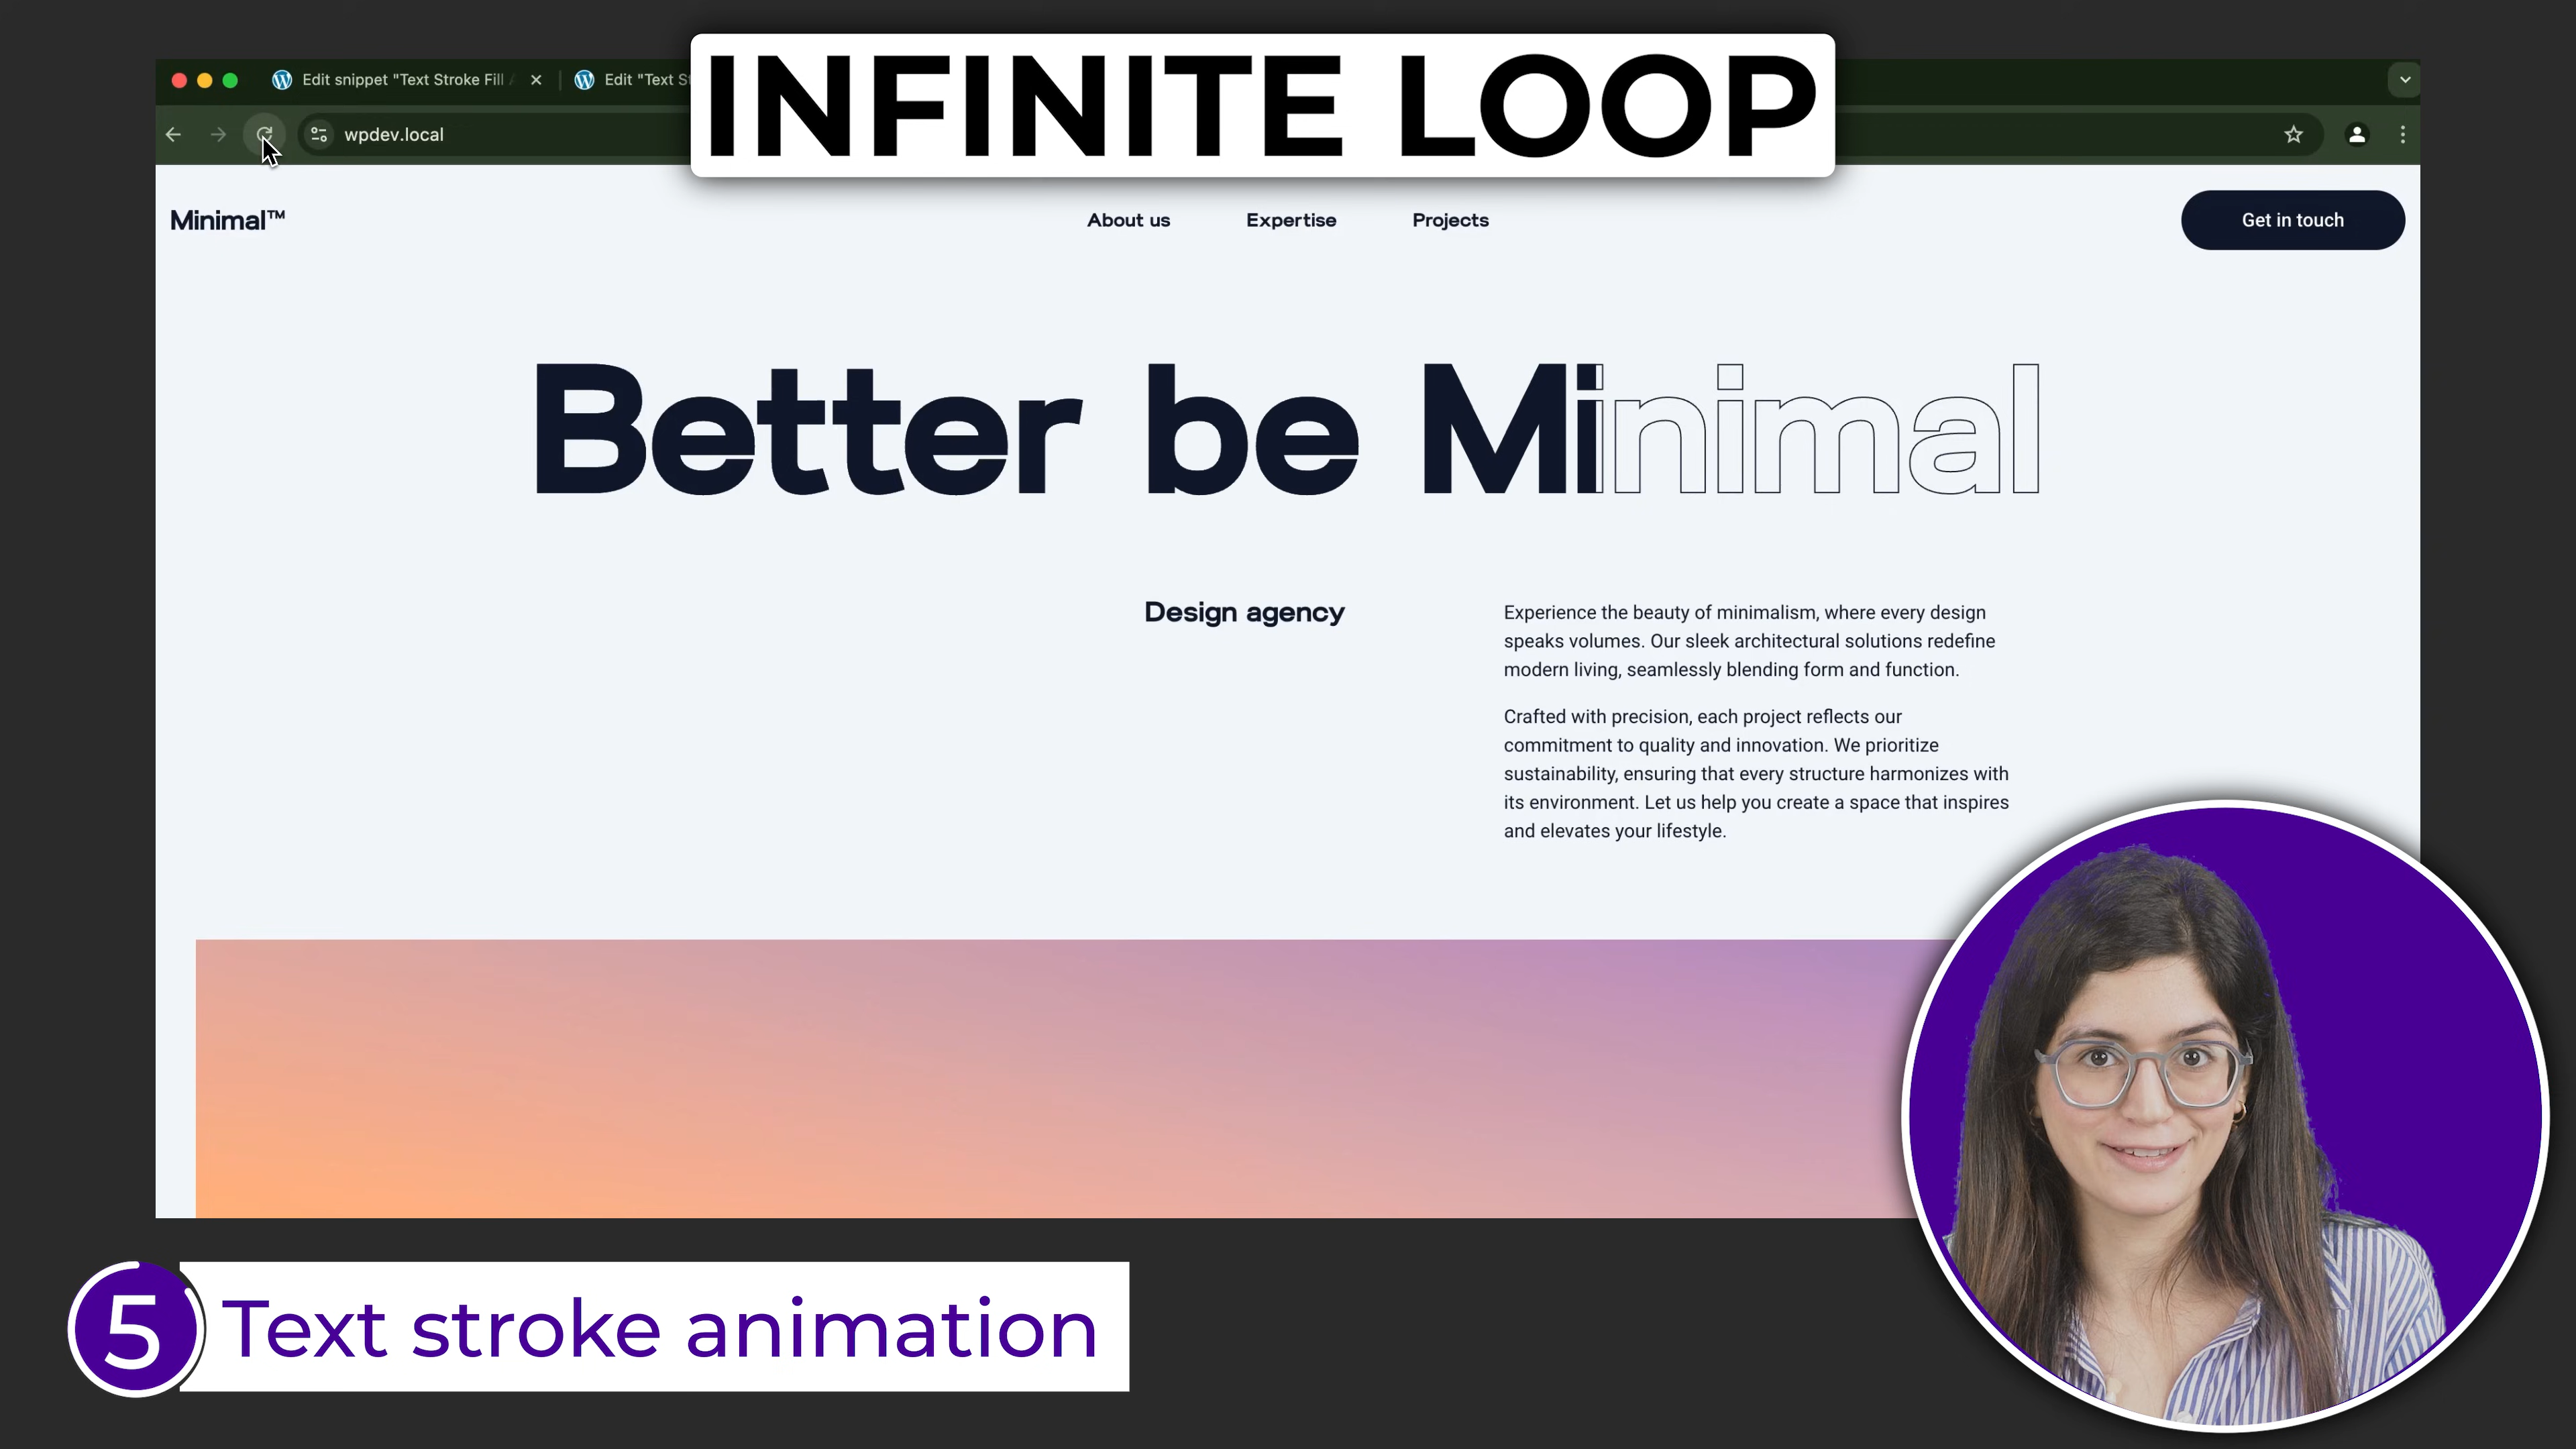 INFINITE LOOP
Edit snippet "Text Stroke Fill
Edit "Text S
wpdev.local
Minimal™
About us
Expertise
Projects
Get in touch
Better be Minimal
Design agency
Experience the beauty of minimalism, where every design
speaks volumes. Our sleek architectural solutions redefine
modern living, seamlessly blending form and function.
Crafted with precision, each project reflects our
commitment to quality and innovation. We prioritize
sustainability, ensuring that every structure harmonizes with
its environment. Let us help you create a space that inspires
and elevates your lifestyle.
5 Text stroke animation